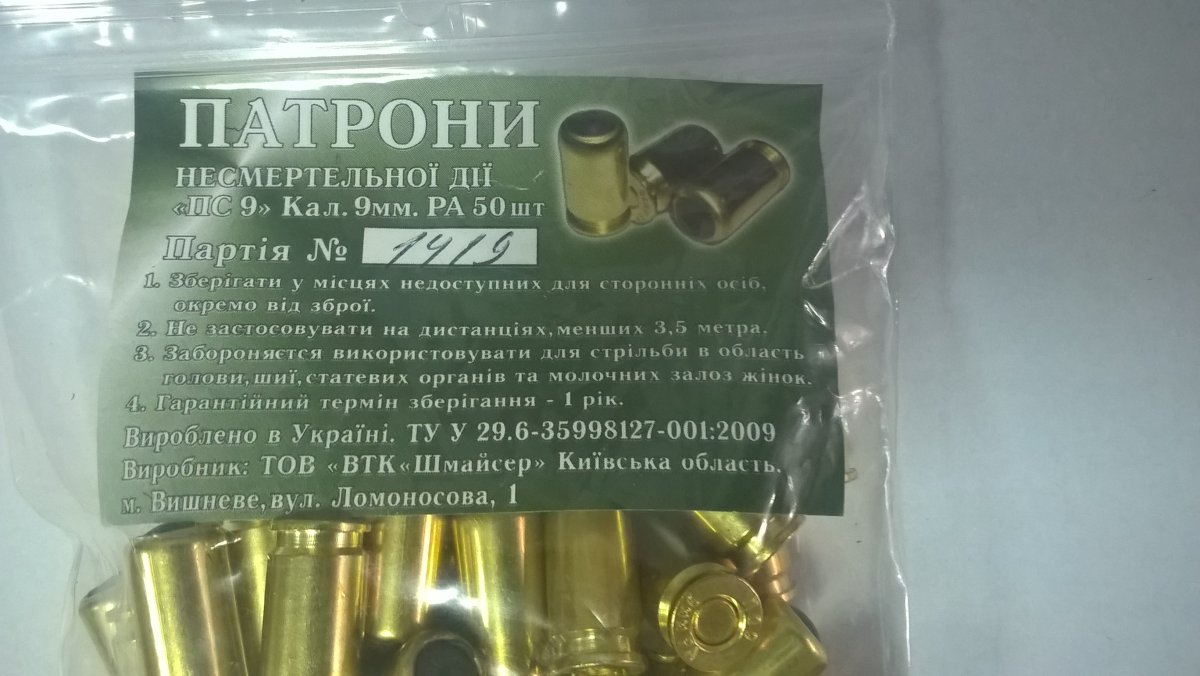 ПАТРОНИ
НЕСМЕРТЕЛЬНОЇ ДІЇ
«ПС 9» Кал. 9мм. РА 50 шт
Партія № 1419
1. Зберігати у місцях недоступних для сторонніх осіб,
окремо від зброї.
2. Не застосовувати на дистанціях, менших 3,5 метра.
3. Забороняєтся використовувати для стрільби в область
голови, шиї, статевих органів та молочних залоз жінок.
4. Гарантійний термін зберігання - 1 рік.
Вироблено в Україні. ТУ У 29.6-35998127-001:2009
Виробник: ТОВ «ВТК «Шмайсер» Київська область,
м. Вишневе, вул. Ломоносова, 1